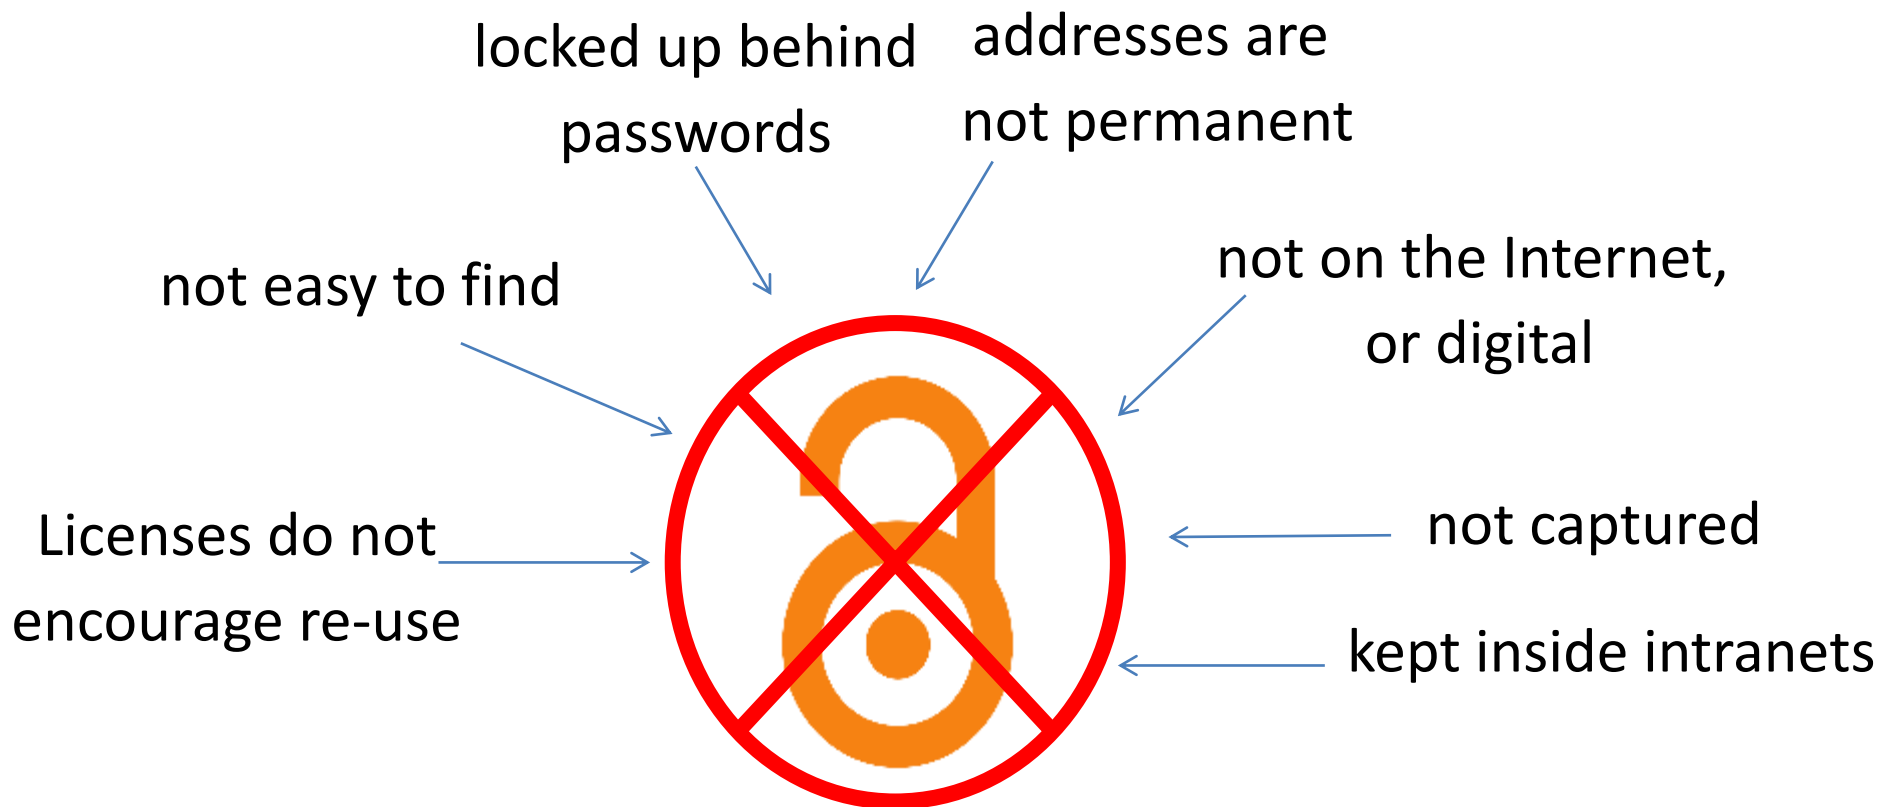 locked up behind
passwords
addresses are
not permanent
not easy to find
not on the Internet,
or digital
Licenses do not
encourage re-use
not captured
kept inside intranets